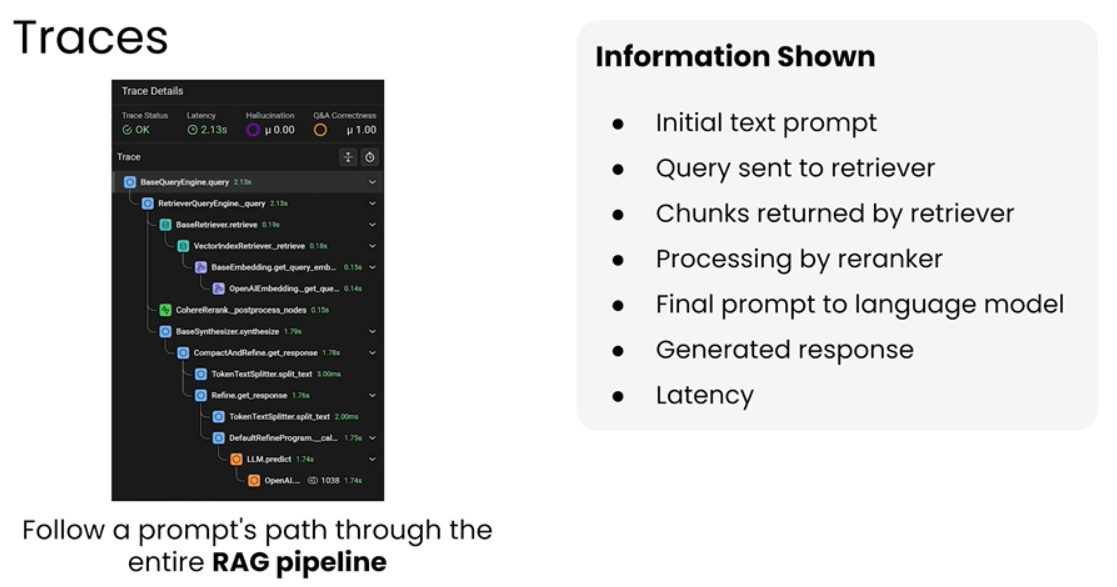 Traces
Trace Details
Trace Status Latency Hallucination Q&A Correctness
OK 2.13s μ 0.00 μ 1.00
Trace
BaseQueryEngine.query 2.13s
RetrieverQueryEngine._query 2.13s
BaseRetriever.retrieve 0.19s
VectorIndexRetriever._retrieve 0.18s
BaseEmbedding.get_query_emb... 0.15s
OpenAIEmbedding._get_que... 0.14s
CohereRerank._postprocess_nodes 0.15s
BaseSynthesizer.synthesize 1.79s
CompactAndRefine.get_response 1.78s
TokenTextSplitter.split_text 3.00ms
Refine.get_response 1.76s
TokenTextSplitter.split_text 2.00ms
DefaultRefineProgram.__cal... 1.75s
LLM.predict 1.74s
OpenAI.... 1038 1.74s
Follow a prompt's path through the
entire RAG pipeline
Information Shown
● Initial text prompt
● Query sent to retriever
● Chunks returned by retriever
● Processing by reranker
● Final prompt to language model
● Generated response
● Latency